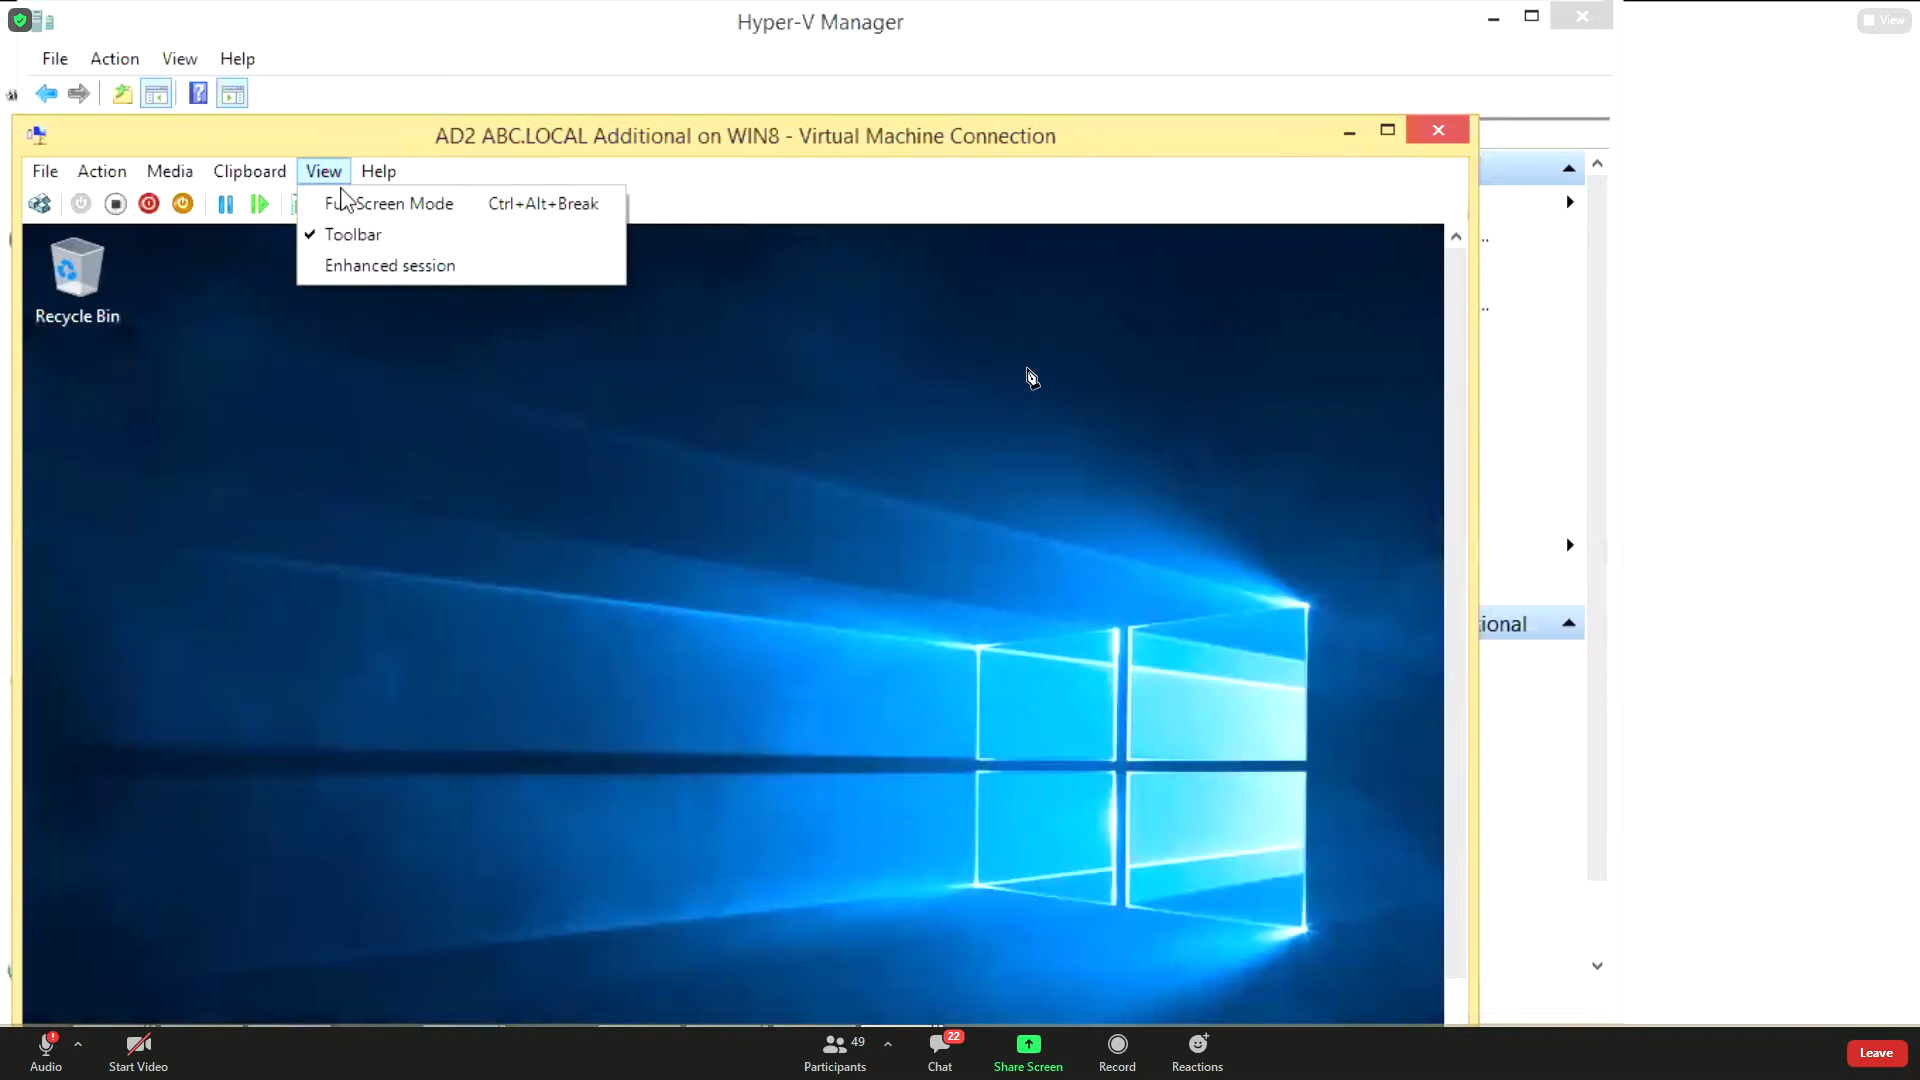 Hyper-V Manager
View
File Action View Help
AD2 ABC.LOCAL Additional on WIN8 - Virtual Machine Connection
File Action Media Clipboard View Help
Screen Mode Ctrl+Alt+Break
Toolbar
Enhanced session
Recycle Bin
..
..
ional
49
22
Audio Start Video Participants Chat Share Screen Record Reactions Leave